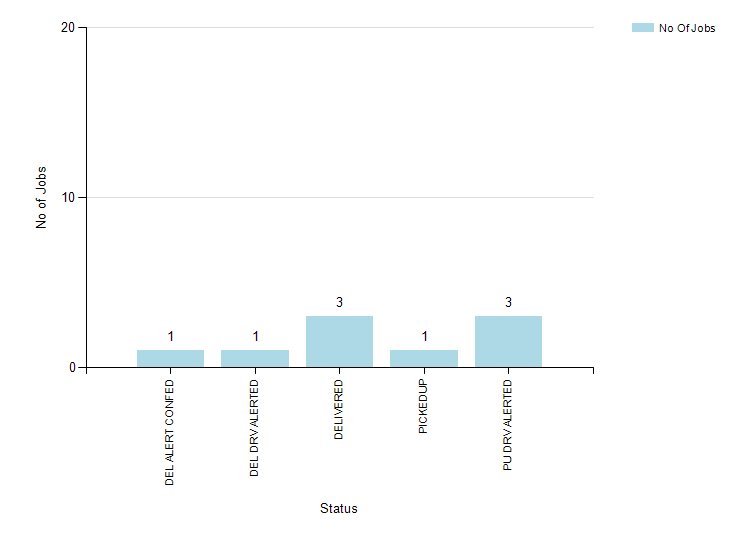 20
No Of Jobs
No of Jobs
10
3
3
1
1
1
0
DEL ALERT CONFED
DEL DRV ALERTED
DELIVERED
PICKEDUP
PU DRV ALERTED
Status